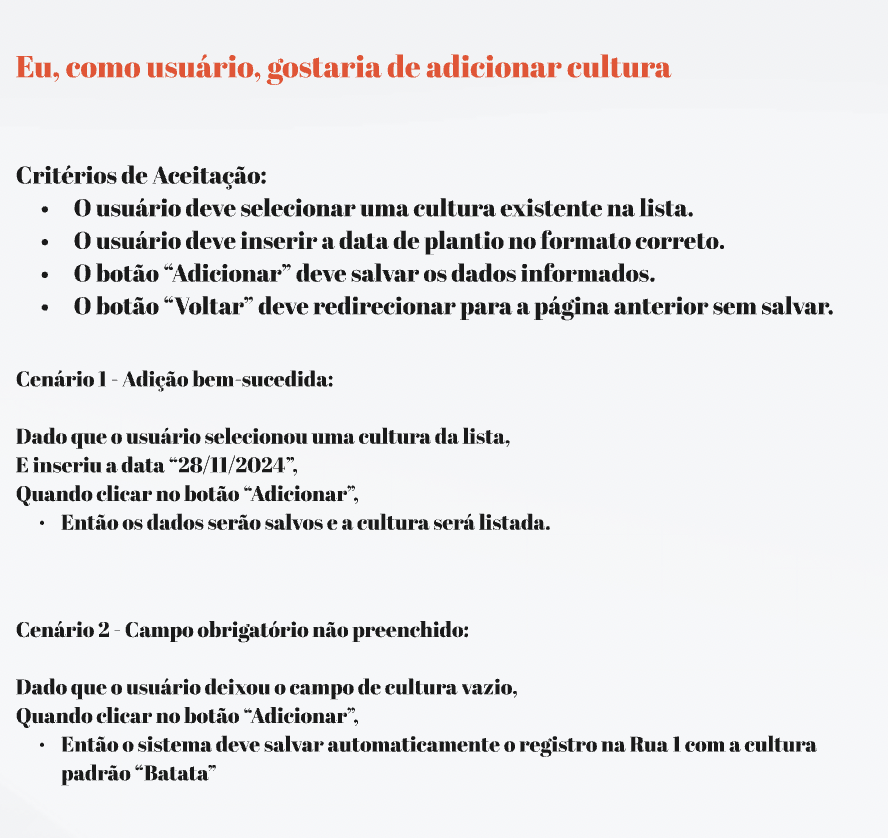 Eu, como usuário, gostaria de adicionar cultura
Critérios de Aceitação:
• O usuário deve selecionar uma cultura existente na lista.
• O usuário deve inserir a data de plantio no formato correto.
• O botão “Adicionar” deve salvar os dados informados.
• O botão “Voltar” deve redirecionar para a página anterior sem salvar.
Cenário 1 - Adição bem-sucedida:
Dado que o usuário selecionou uma cultura da lista,
E inseriu a data “28/11/2024”,
Quando clicar no botão “Adicionar”,
• Então os dados serão salvos e a cultura será listada.
Cenário 2 - Campo obrigatório não preenchido:
Dado que o usuário deixou o campo de cultura vazio,
Quando clicar no botão “Adicionar”,
• Então o sistema deve salvar automaticamente o registro na Rua 1 com a cultura
padrão “Batata”